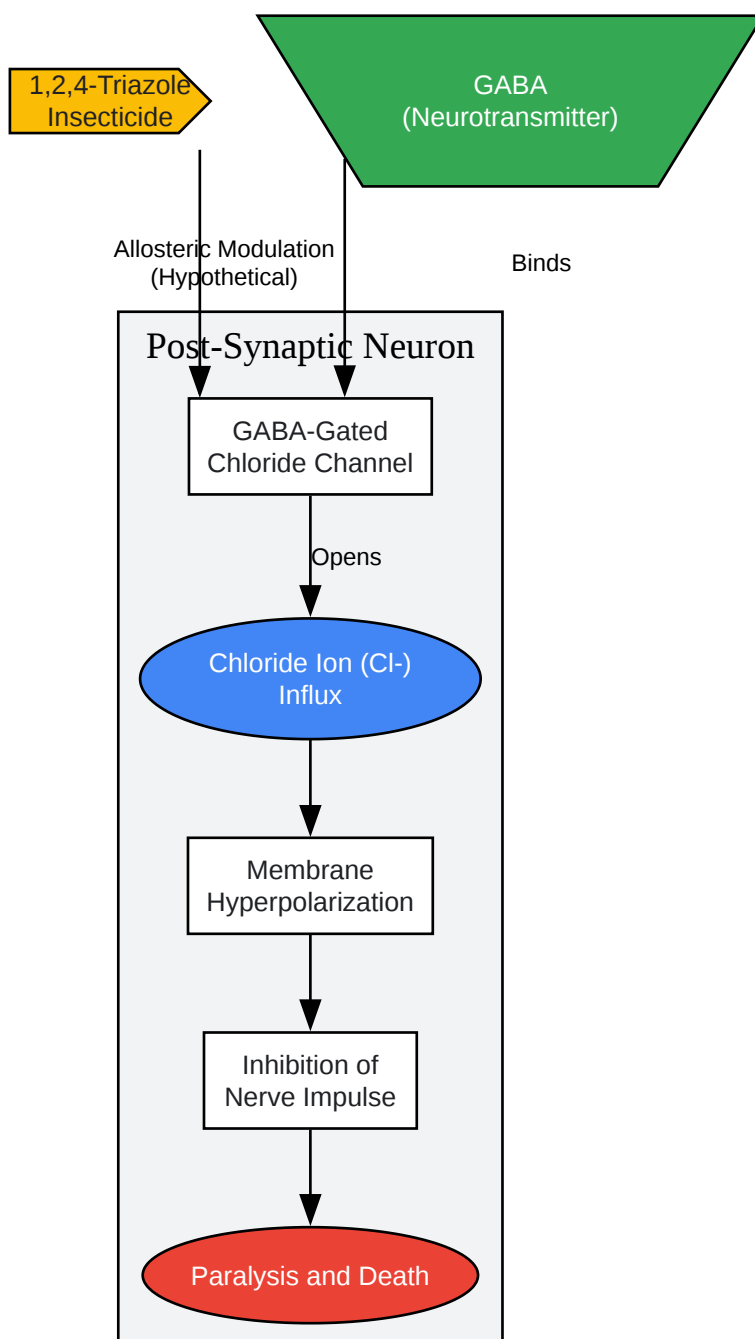 1,2,4-Triazole
Insecticide
GABA
(Neurotransmitter)
Allosteric Modulation
(Hypothetical)
Binds
Post-Synaptic Neuron
GABA-Gated
Chloride Channel
Opens
Chloride Ion (Cl-)
Influx
Membrane
Hyperpolarization
Inhibition of
Nerve Impulse
Paralysis and Death